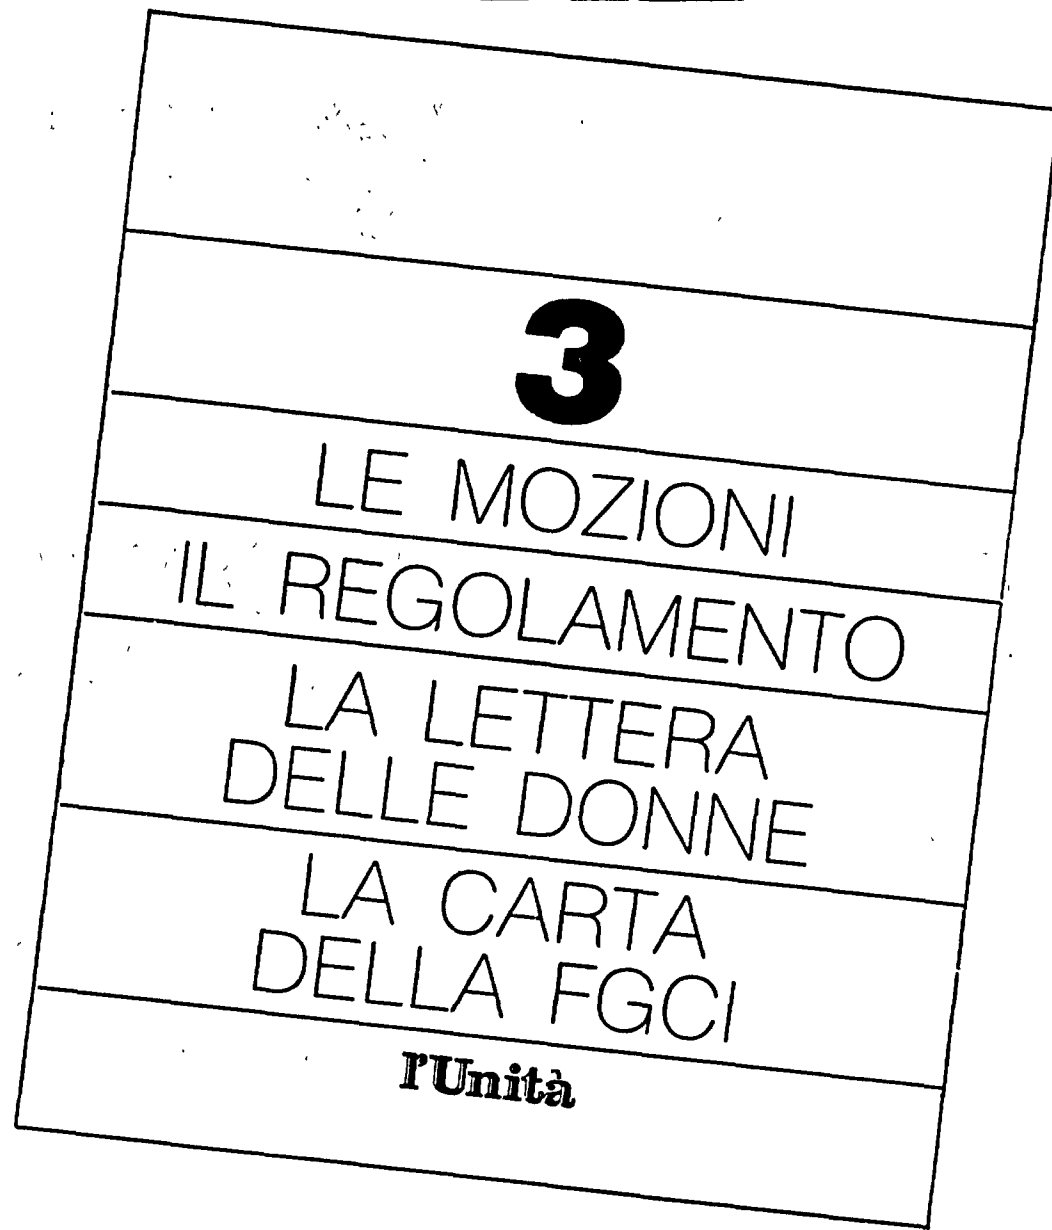 3
LE MOZIONI
IL REGOLAMENTO
LA LETTERA
DELLE DONNE
LA CARTA
DELLA FGCI
l'Unità